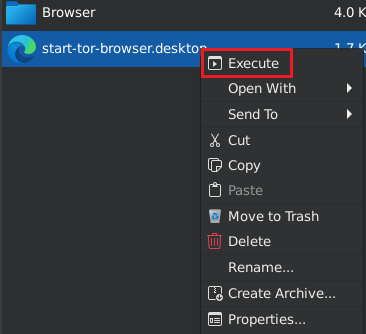 Browser 4.0 K
start-tor-browser.desktop 1.7 K
Execute
Open With
Send To
Cut
Copy
Paste
Move to Trash
Delete
Rename...
Create Archive...
Properties...